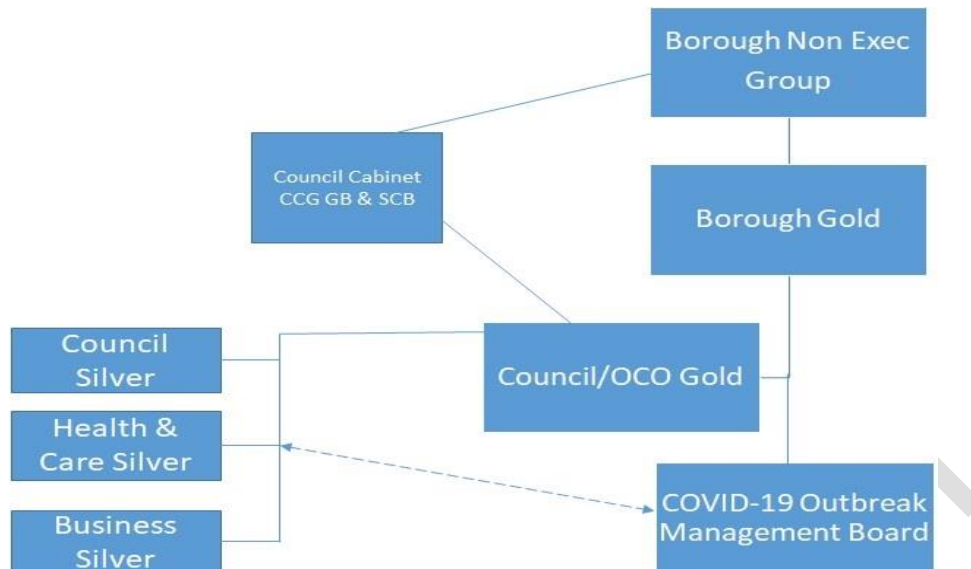 Borough Non Exec
Group
Council Cabinet
CCG GB & SCB
Borough Gold
Council/OCO Gold
Council
Silver
Health &
Care Silver
Business
Silver
COVID-19 Outbreak
Management Board